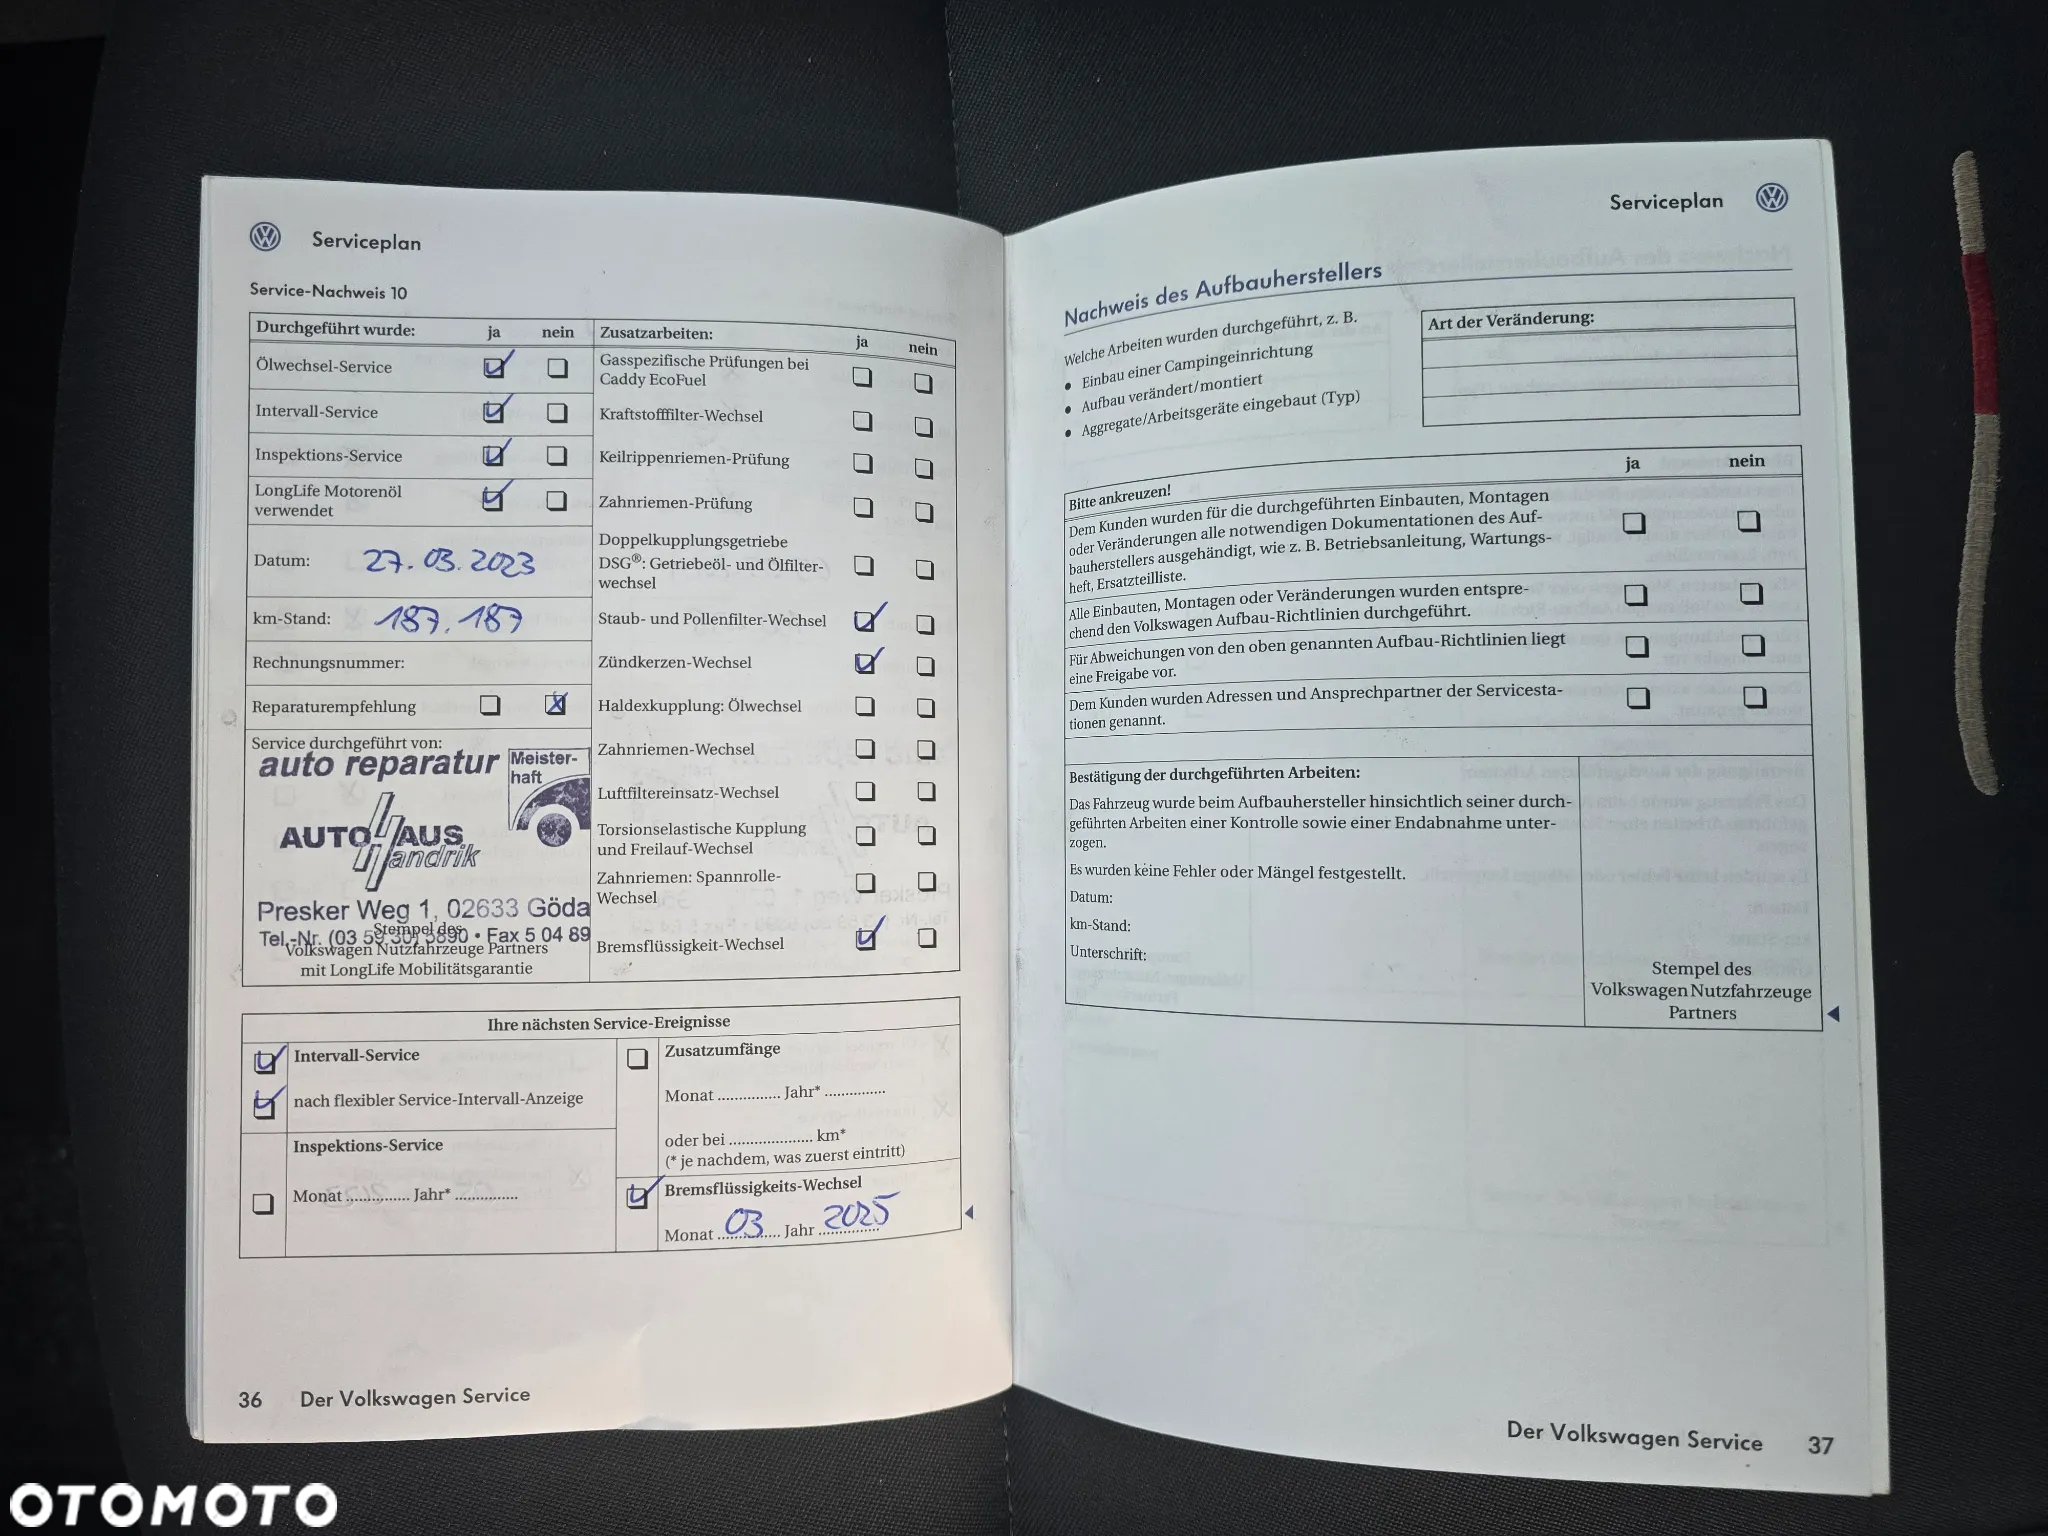 Serviceplan
Service-Nachweis 10
Durchgeführt wurde: ja nein
Ölwechsel-Service
Intervall-Service
Inspektions-Service
LongLife Motorenöl
verwendet
Datum: 27.03.2023
km-Stand: 187.187
Rechnungsnummer:
Reparaturempfehlung
Service durchgeführt von:
auto reparatur
Meister-
haft
AUTO HAUS
Handrik
Presker Weg 1, 02633 Göda
Tel.-Nr. (03 59 30) 5890 • Fax 5 04 89
Stempel des
Volkswagen Nutzfahrzeuge Partners
mit LongLife Mobilitätsgarantie
Zusatzarbeiten: ja nein
Gasspezifische Prüfungen bei
Caddy EcoFuel
Kraftstofffilter-Wechsel
Keilrippenriemen-Prüfung
Zahnriemen-Prüfung
Doppelkupplungsgetriebe
DSG®: Getriebeöl- und Ölfilter-
wechsel
Staub- und Pollenfilter-Wechsel
Zündkerzen-Wechsel
Haldexkupplung: Ölwechsel
Zahnriemen-Wechsel
Luftfiltereinsatz-Wechsel
Torsionselastische Kupplung
und Freilauf-Wechsel
Zahnriemen: Spannrolle-
Wechsel
Bremsflüssigkeit-Wechsel
Ihre nächsten Service-Ereignisse
Intervall-Service
nach flexibler Service-Intervall-Anzeige
Inspektions-Service
Monat ............... Jahr* ...............
Zusatzumfänge
Monat ............... Jahr* ...............
oder bei .................... km*
(* je nachdem, was zuerst eintritt)
Bremsflüssigkeits-Wechsel
Monat 03 Jahr 2025
36 Der Volkswagen Service
Serviceplan
Nachweis des Aufbauherstellers
Welche Arbeiten wurden durchgeführt, z. B.
• Einbau einer Campingeinrichtung
• Aufbau verändert/montiert
• Aggregate/Arbeitsgeräte eingebaut (Typ)
Art der Veränderung:
Bitte ankreuzen! ja nein
Dem Kunden wurden für die durchgeführten Einbauten, Montagen
oder Veränderungen alle notwendigen Dokumentationen des Auf-
bauherstellers ausgehändigt, wie z. B. Betriebsanleitung, Wartungs-
heft, Ersatzteilliste.
Alle Einbauten, Montagen oder Veränderungen wurden entspre-
chend den Volkswagen Aufbau-Richtlinien durchgeführt.
Für Abweichungen von den oben genannten Aufbau-Richtlinien liegt
eine Freigabe vor.
Dem Kunden wurden Adressen und Ansprechpartner der Servicesta-
tionen genannt.
Bestätigung der durchgeführten Arbeiten:
Das Fahrzeug wurde beim Aufbauhersteller hinsichtlich seiner durch-
geführten Arbeiten einer Kontrolle sowie einer Endabnahme unter-
zogen.
Es wurden keine Fehler oder Mängel festgestellt.
Datum:
km-Stand:
Unterschrift:
Stempel des
Volkswagen Nutzfahrzeuge
Partners
Der Volkswagen Service 37
OTOMOTO